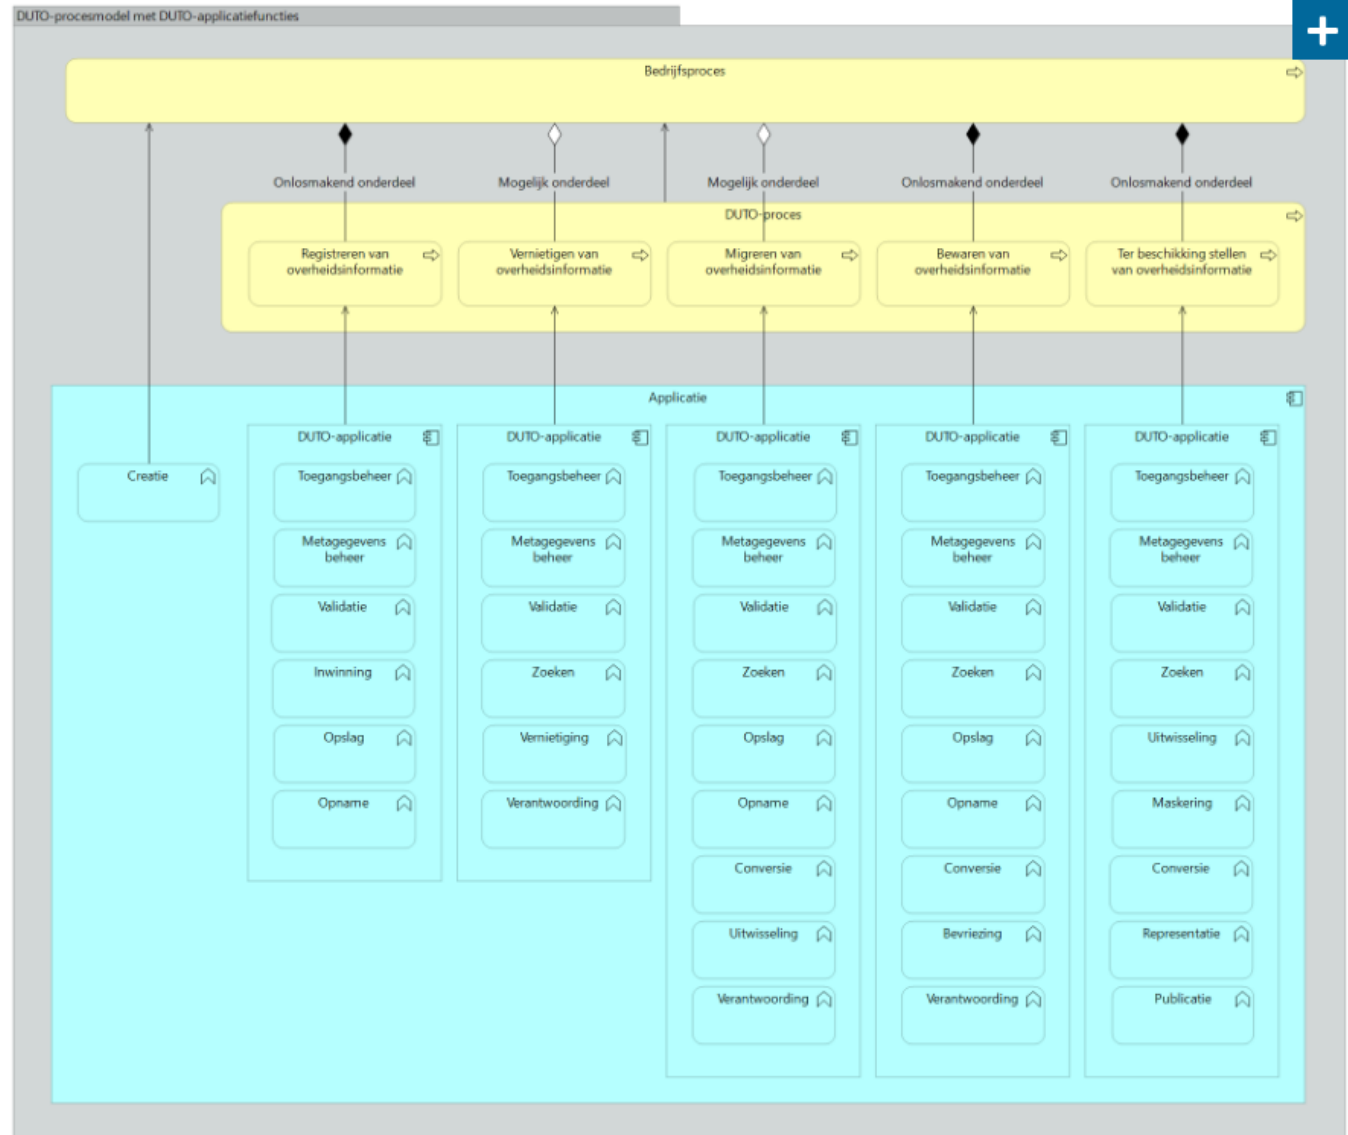 DUTO-procesmodel met DUTO-applicatiefuncties
Bedrijfsproces
Onlosmakend onderdeel
Mogelijk onderdeel
Mogelijk onderdeel
Onlosmakend onderdeel
Onlosmakend onderdeel
DUTO-proces
Registreren van
overheidsinformatie
Vernietigen van
overheidsinformatie
Migreren van
overheidsinformatie
Bewaren van
overheidsinformatie
Ter beschikking stellen
van overheidsinformatie
Applicatie
Creatie
DUTO-applicatie
Toegangsbeheer
Metagegevens
beheer
Validatie
Inwinning
Opslag
Opname
DUTO-applicatie
Toegangsbeheer
Metagegevens
beheer
Validatie
Zoeken
Vernietiging
Verantwoording
DUTO-applicatie
Toegangsbeheer
Metagegevens
beheer
Validatie
Zoeken
Opslag
Opname
Conversie
Uitwisseling
Verantwoording
DUTO-applicatie
Toegangsbeheer
Metagegevens
beheer
Validatie
Zoeken
Opslag
Opname
Conversie
Bevriezing
Verantwoording
DUTO-applicatie
Toegangsbeheer
Metagegevens
beheer
Validatie
Zoeken
Uitwisseling
Maskering
Conversie
Representatie
Publicatie